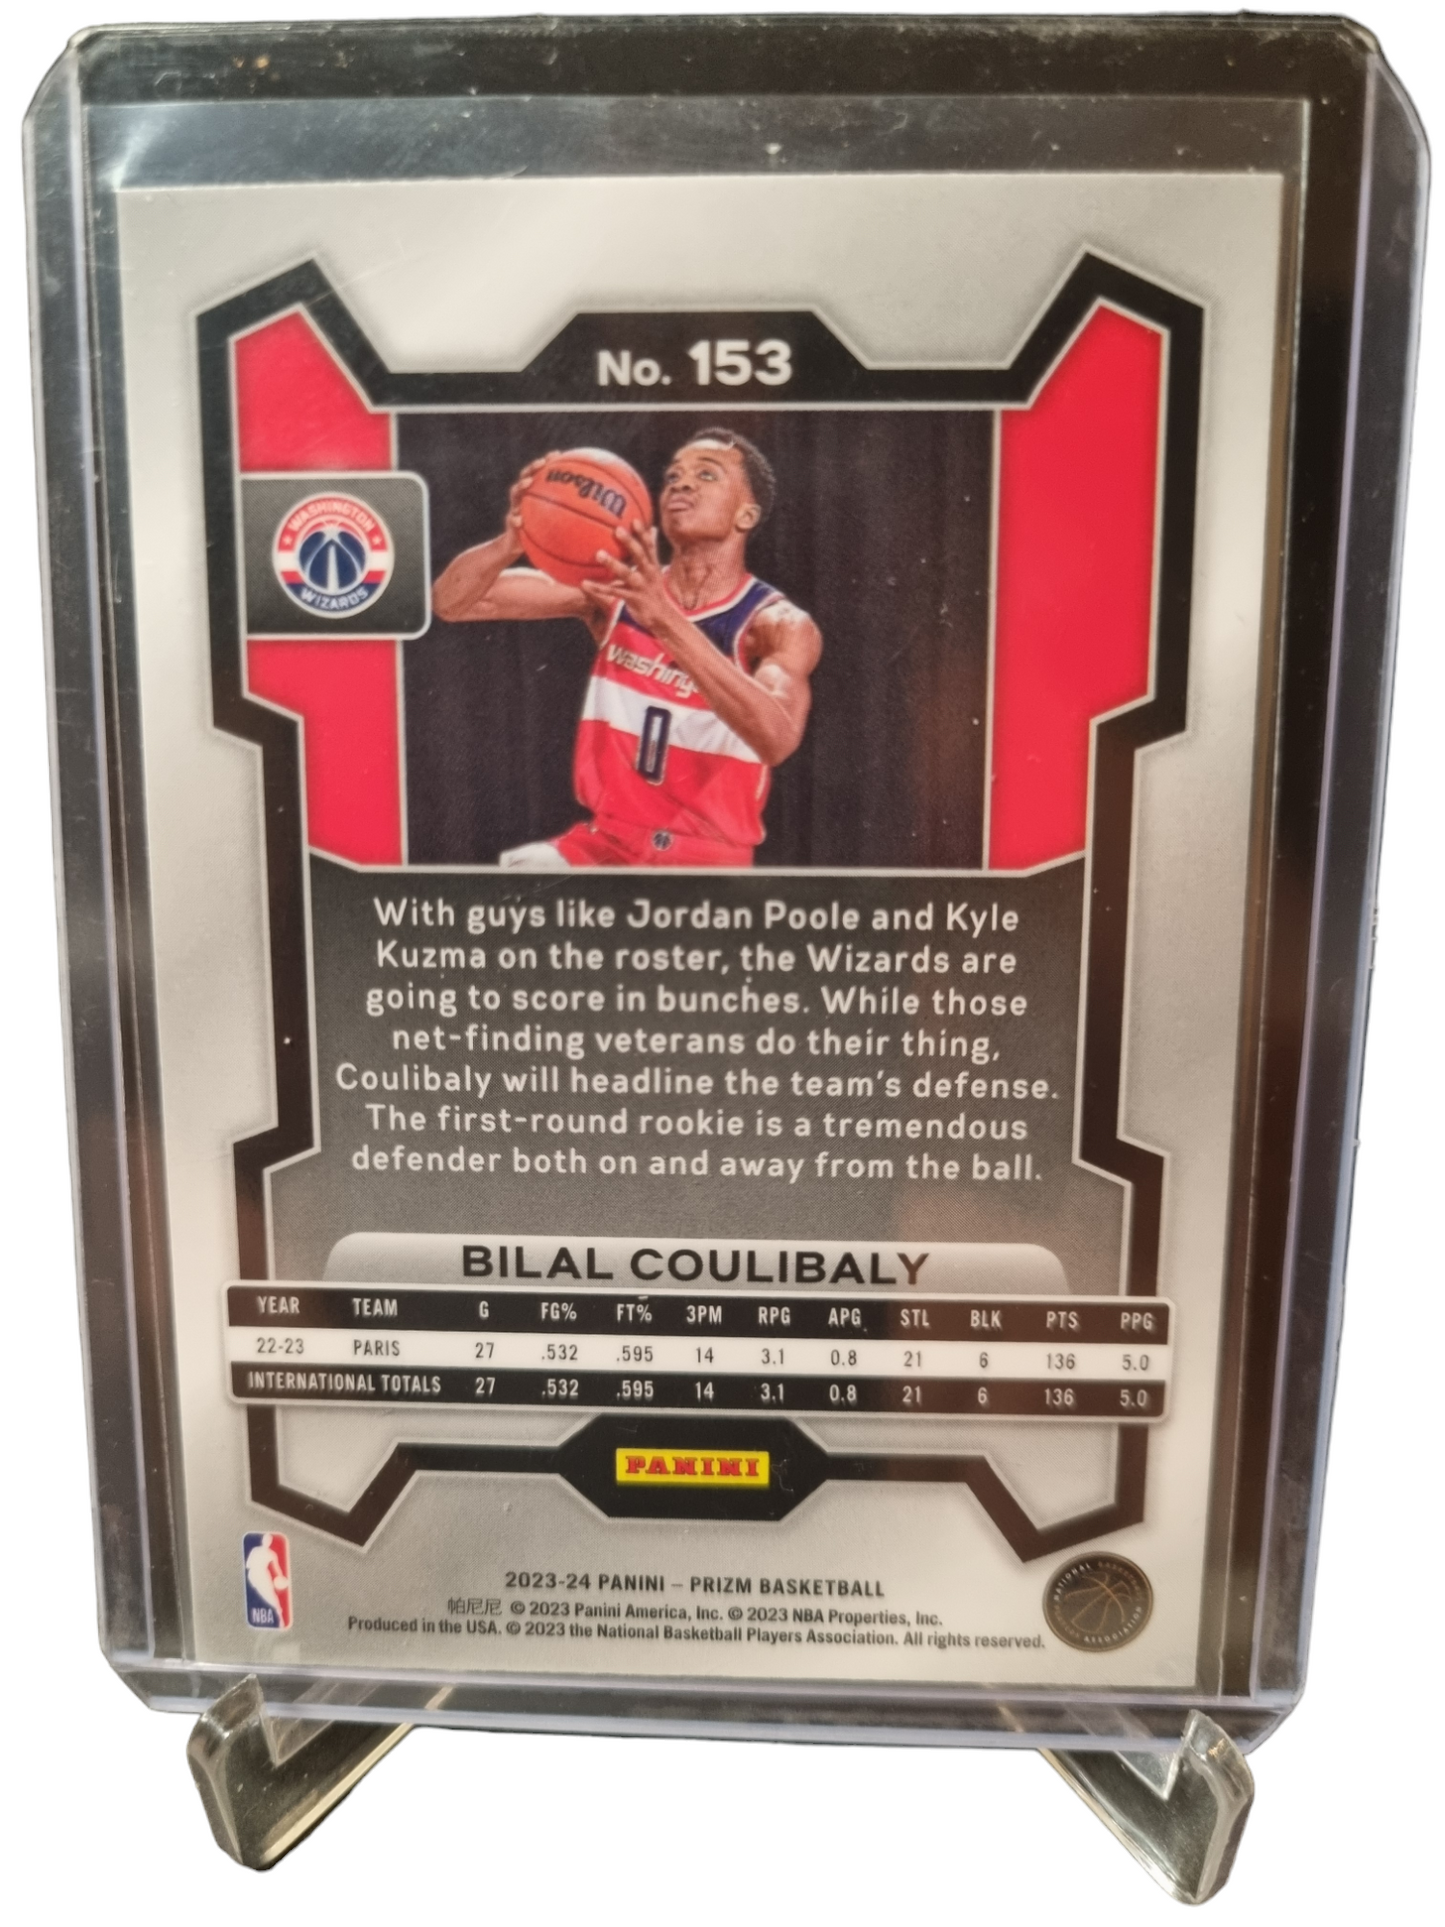 No. 153
Wilson
WASHINGTON
WIZARDS
washing
0
With guys like Jordan Poole and Kyle
Kuzma on the roster, the Wizards are
going to score in bunches. While those
net-finding veterans do their thing,
Coulibaly will headline the team's defense.
The first-round rookie is a tremendous
defender both on and away from the ball.
BILAL COULIBALY
YEAR TEAM G FG% FT% 3PM RPG APG STL BLK PTS PPG
22-23 PARIS 27 .532 .595 14 3.1 0.8 21 6 136 5.0
INTERNATIONAL TOTALS 27 .532 .595 14 3.1 0.8 21 6 136 5.0
PANINI
NBA
2023-24 PANINI – PRIZM BASKETBALL
帕尼尼 © 2023 Panini America, Inc. © 2023 NBA Properties, Inc.
Produced in the USA. © 2023 the National Basketball Players Association. All rights reserved.
NATIONAL BASKETBALL
PLAYERS ASSOCIATION